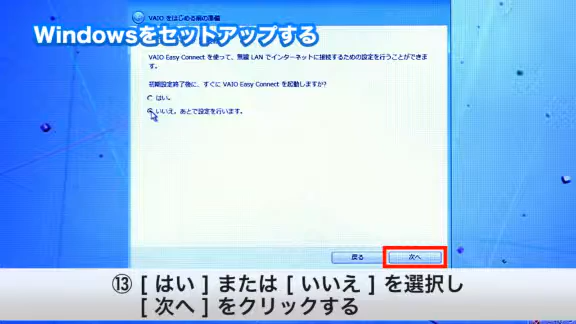 VAIO をはじめる前の準備
Windowsをセットアップする
VAIO Easy Connect を使って、無線 LAN でインターネットに接続するための設定を行うことができま
す。
初期設定終了後に、すぐに VAIO Easy Connect を起動しますか?
はい。
いいえ。あとで設定を行います。
戻る
次へ
⑬ [ はい ] または [ いいえ ] を選択し
[ 次へ ] をクリックする